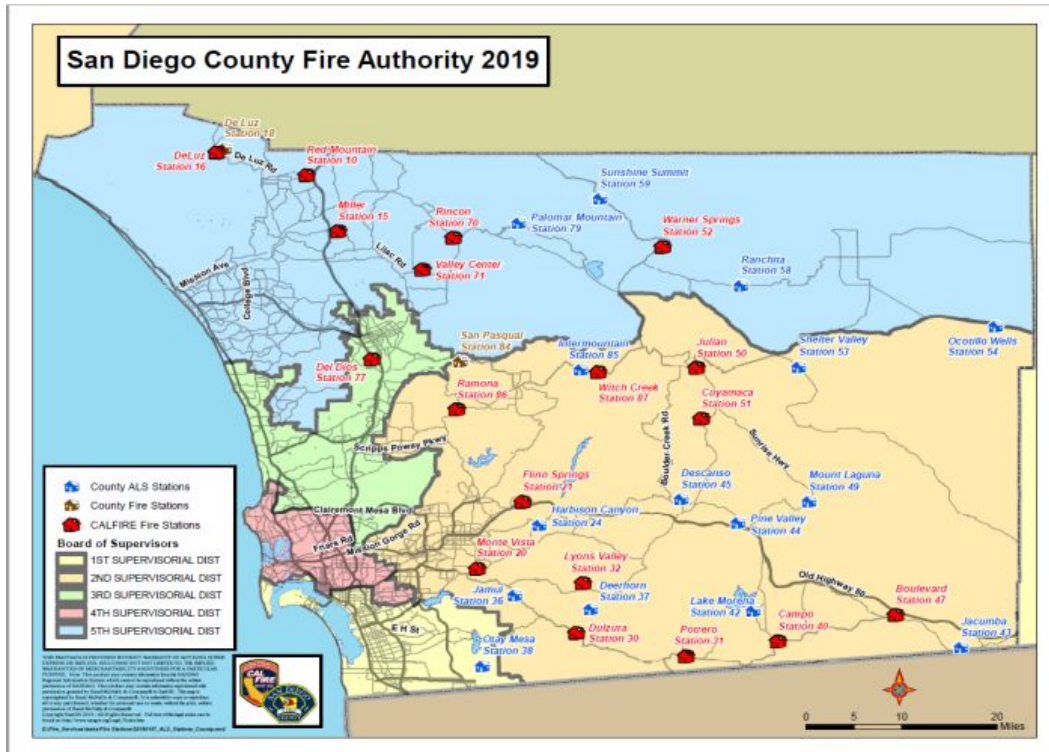 San Diego County Fire Authority 2019
De Luz
Station 18
DeLuz
Station 16
De Luz Rd
Red Mountain
Station 10
Sunshine Summit
Station 59
Miller
Station 15
Rincon
Station 70
Palomar Mountain
Station 79
Warner Springs
Station 52
Lilac Rd
Valley Center
Station 71
Ranchita
Station 58
Mission Ave
College Blvd
San Pasqual
Station 84
Intermountain
Station 85
Julian
Station 50
Shelter Valley
Station 53
Ocotillo Wells
Station 54
Del Dios
Station 77
Witch Creek
Station 87
Ramona
Station 86
Cuyamaca
Station 51
Scripps Poway Pkwy
Boulder Creek Rd
Sunrise Hwy
Flino Springs
Station 21
Descanso
Station 45
Mount Laguna
Station 49
Clairemont Mesa Blvd
Harbison Canyon
Station 24
Pine Valley
Station 44
Friars Rd
Mission Gorge Rd
Monte Vista
Station 20
Lyons Valley
Station 32
Old Highway 80
Boulevard
Station 47
Jamul
Station 36
Deerhorn
Station 37
Lake Morena
Station 42
Campo
Station 40
Jacumba
Station 43
E H St
Otay Mesa
Station 38
Dulzura
Station 30
Potrero
Station 31
County ALS Stations
County Fire Stations
CALFIRE Fire Stations
Board of Supervisors
1ST SUPERVISORIAL DIST
2ND SUPERVISORIAL DIST
3RD SUPERVISORIAL DIST
4TH SUPERVISORIAL DIST
5TH SUPERVISORIAL DIST
CAL FIRE
SAN DIEGO
0 5 10 20
Miles